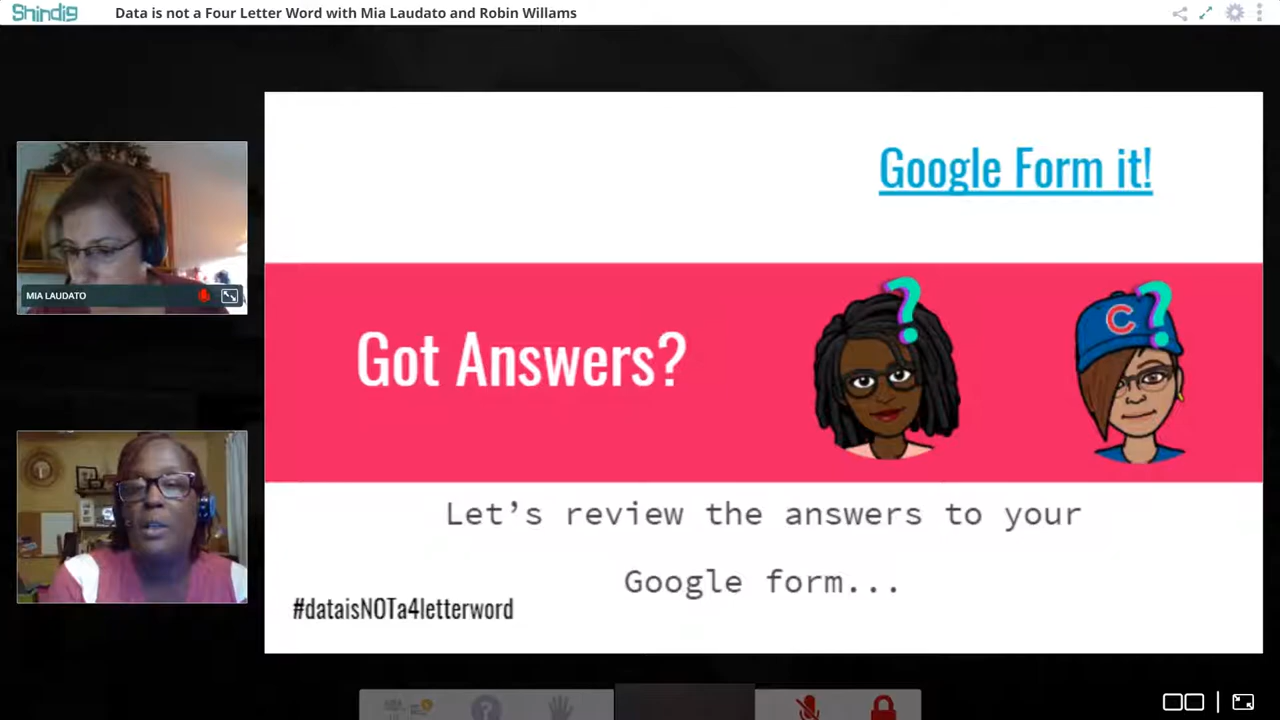 Shindig
Data is not a Four Letter Word with Mia Laudato and Robin Willams
Google Form it!
MIA LAUDATO
Got Answers?
C
Let’s review the answers to your
Google form...
#dataisNOTa4letterword